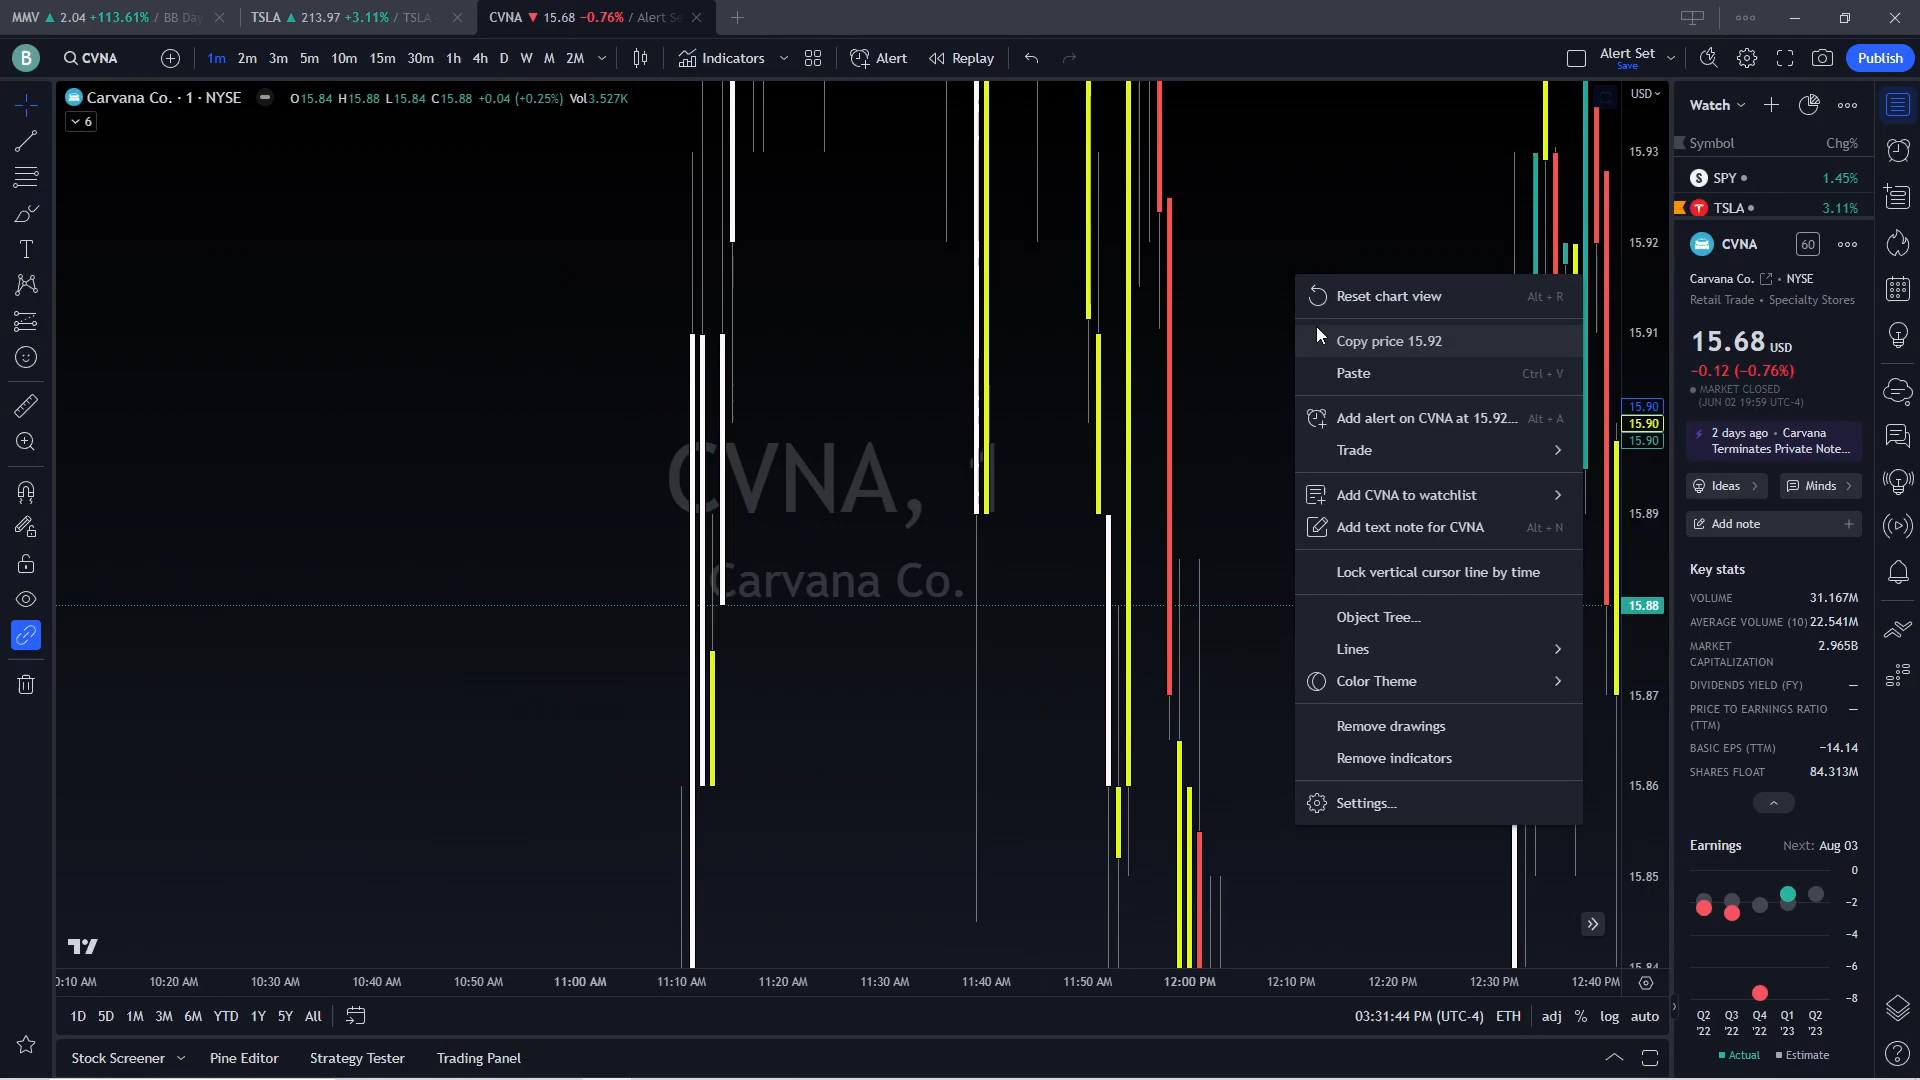 MMV ▲ 2.04 +113.61% / BB Day
TSLA ▲ 213.97 +3.11% / TSLA
CVNA ▼ 15.68 −0.76% / Alert Se
B
CVNA
1m 2m 3m 5m 10m 15m 30m 1h 4h D W M 2M
Indicators
Alert
Replay
Alert Set
Save
Publish
Carvana Co. · 1 · NYSE
O15.84 H15.88 L15.84 C15.88 +0.04 (+0.25%) Vol3.527K
6
CVNA, 1
Carvana Co.
Reset chart view Alt + R
Copy price 15.92
Paste Ctrl + V
Add alert on CVNA at 15.92... Alt + A
Trade
Add CVNA to watchlist
Add text note for CVNA Alt + N
Lock vertical cursor line by time
Object Tree...
Lines
Color Theme
Remove drawings
Remove indicators
Settings...
USD
15.93
15.92
15.91
15.90
15.90
15.90
15.89
15.88
15.87
15.86
15.85
15.84
0:10 AM 10:20 AM 10:30 AM 10:40 AM 10:50 AM 11:00 AM 11:10 AM 11:20 AM 11:30 AM 11:40 AM 11:50 AM 12:00 PM 12:10 PM 12:20 PM 12:30 PM 12:40 PM
1D 5D 1M 3M 6M YTD 1Y 5Y All
03:31:44 PM (UTC-4) ETH adj % log auto
Stock Screener Pine Editor Strategy Tester Trading Panel
Watch
Symbol Chg%
S SPY 1.45%
TSLA 3.11%
CVNA 60
Carvana Co. · NYSE
Retail Trade • Specialty Stores
15.68 USD
−0.12 (−0.76%)
MARKET CLOSED
(JUN 02 19:59 UTC-4)
2 days ago • Carvana
Terminates Private Note...
Ideas
Minds
Add note
Key stats
VOLUME 31.167M
AVERAGE VOLUME (10) 22.541M
MARKET CAPITALIZATION 2.965B
DIVIDENDS YIELD (FY) —
PRICE TO EARNINGS RATIO (TTM) —
BASIC EPS (TTM) −14.14
SHARES FLOAT 84.313M
Earnings Next: Aug 03
0
−2
−4
−6
−8
Q2 Q3 Q4 Q1 Q2
'22 '22 '22 '23 '23
Actual Estimate